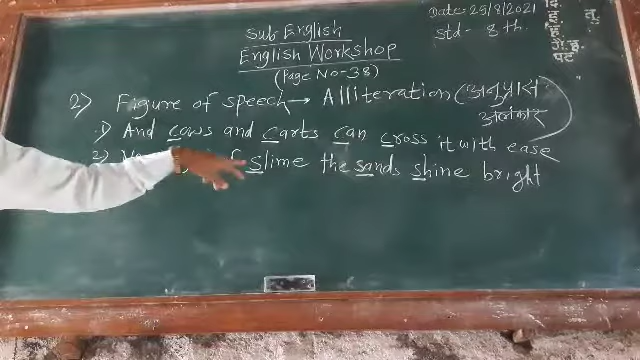 Sub English
English Workshop
(Page No-38)
Date: 25/8/2021
Std- 8 th
2) Figure of speech → Alliteration (अनुप्रास अलंकार)
1) And cows and carts can cross it with ease
2) of slime the sands shine bright